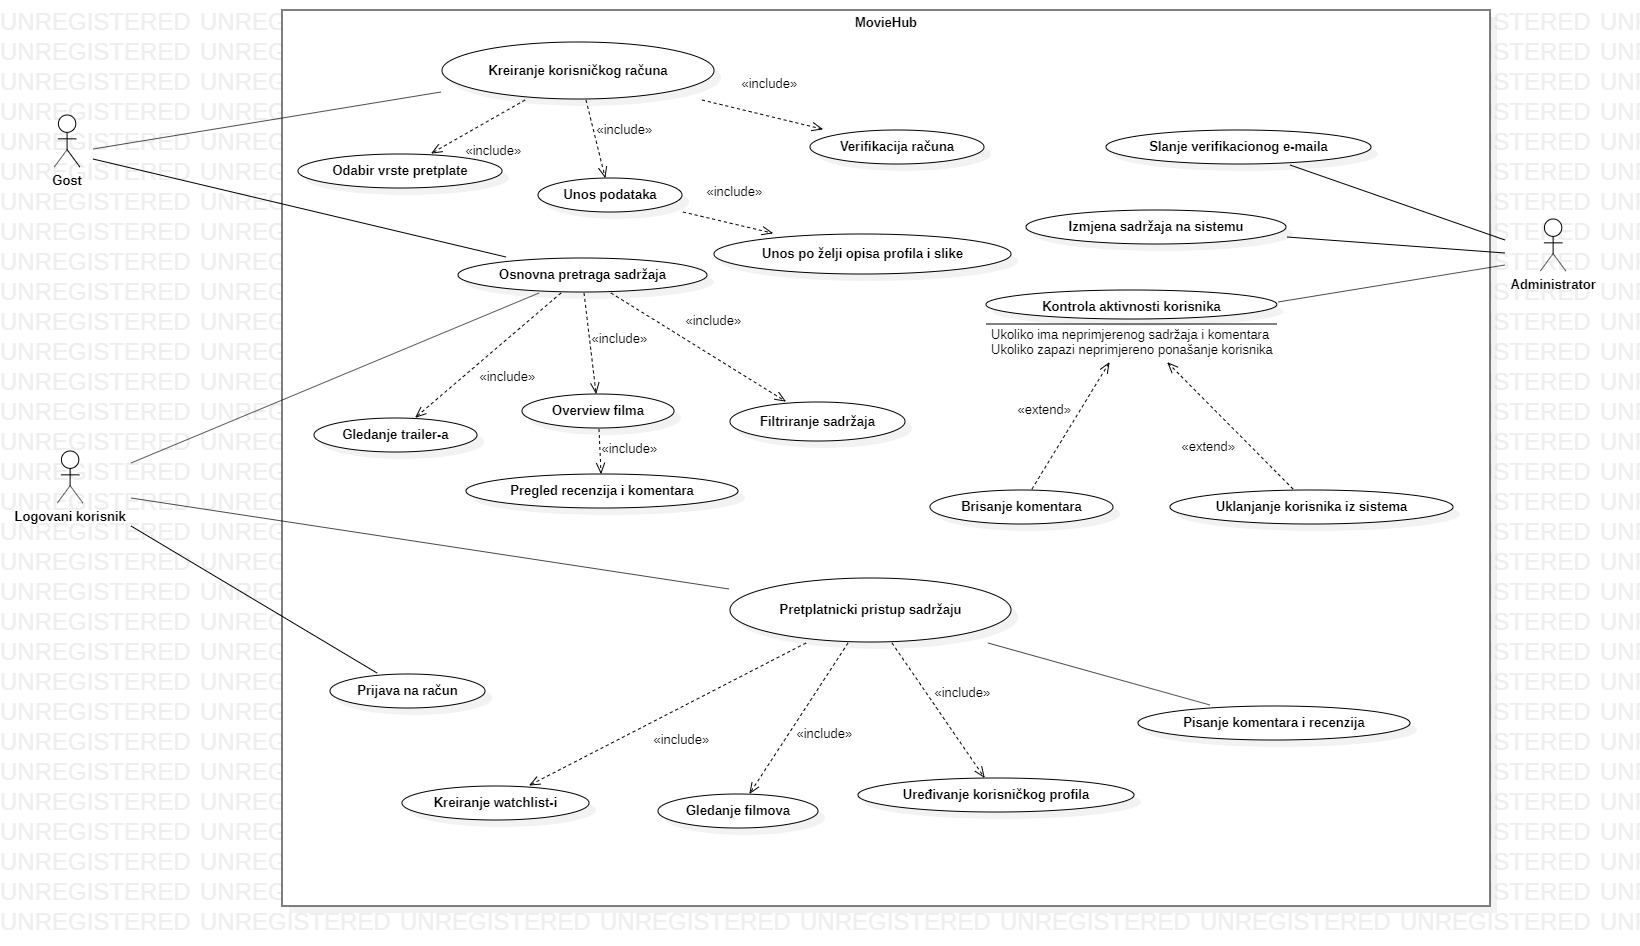 MovieHub
Kreiranje korisničkog računa
«include»
«include»
«include»
Verifikacija računa
Slanje verifikacionog e-maila
Gost
Odabir vrste pretplate
Unos podataka
«include»
Izmjena sadržaja na sistemu
Unos po želji opisa profila i slike
Osnovna pretraga sadržaja
Administrator
Kontrola aktivnosti korisnika
Ukoliko ima neprimjerenog sadržaja i komentara
Ukoliko zapazi neprimjereno ponašanje korisnika
«include»
«include»
«include»
Overview filma
Filtriranje sadržaja
Gledanje trailer-a
«include»
Pregled recenzija i komentara
«extend»
«extend»
Brisanje komentara
Uklanjanje korisnika iz sistema
Logovani korisnik
Pretplatnicki pristup sadržaju
Prijava na račun
«include»
«include»
«include»
Pisanje komentara i recenzija
Kreiranje watchlist-i
Gledanje filmova
Uređivanje korisničkog profila
UNREGISTERED